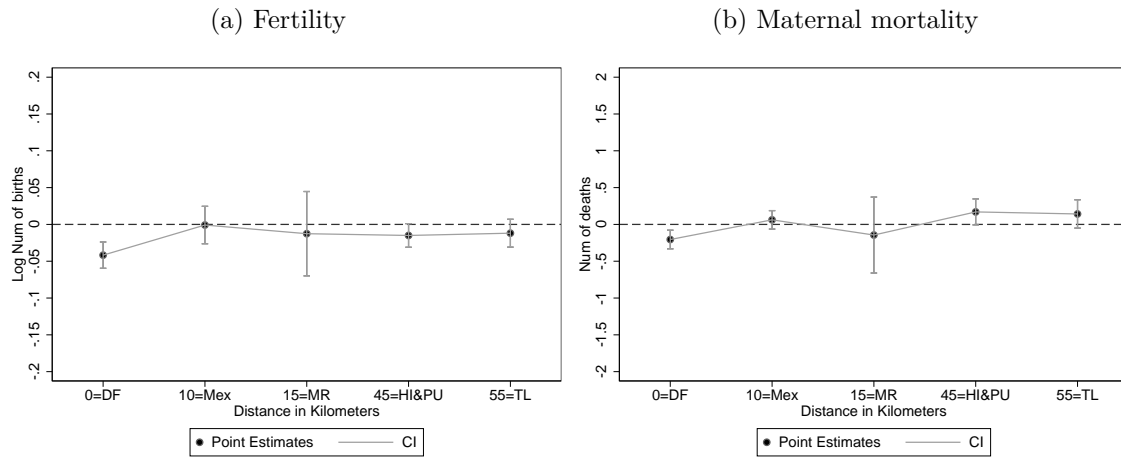 (a) Fertility
Log Num of births
.2
.15
.1
.05
0
-.05
-.1
-.15
-.2
0=DF 10=Mex 15=MR 45=HI&PU 55=TL
Distance in Kilometers
Point Estimates CI
(b) Maternal mortality
Num of deaths
2
1.5
1
.5
0
-.5
-1
-1.5
-2
0=DF 10=Mex 15=MR 45=HI&PU 55=TL
Distance in Kilometers
Point Estimates CI